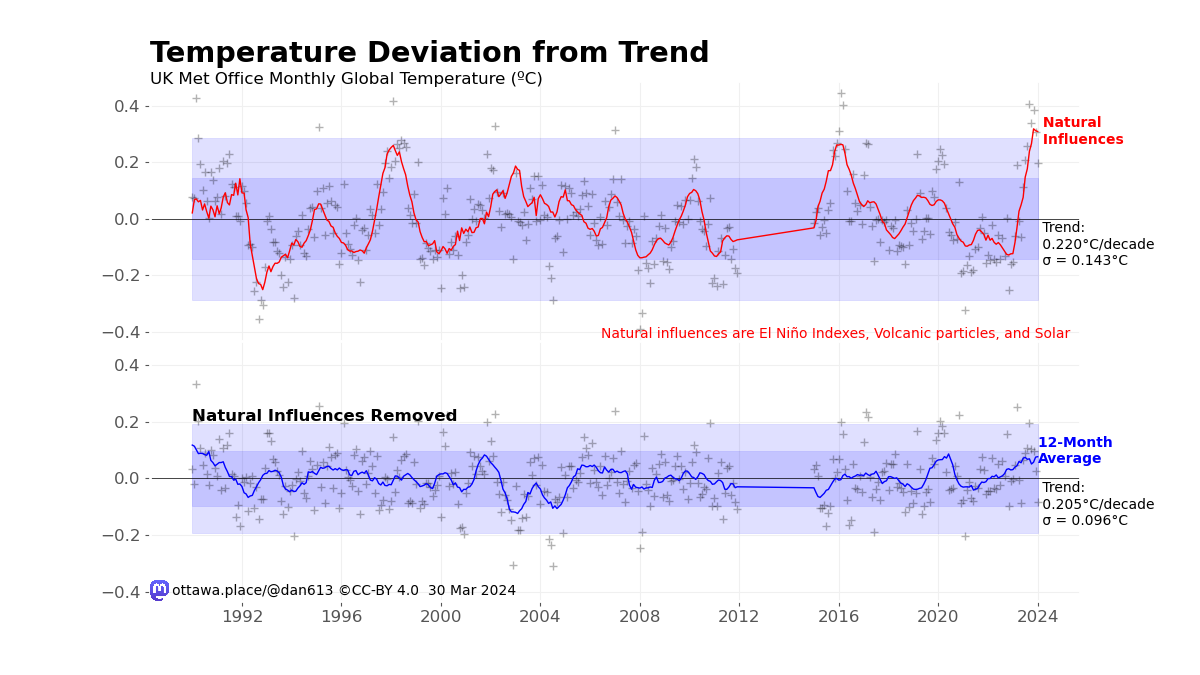 Temperature Deviation from Trend
UK Met Office Monthly Global Temperature (ºC)
0.4
0.2
0.0
−0.2
−0.4
Natural
Influences
Trend:
0.220°C/decade
σ = 0.143°C
Natural influences are El Niño Indexes, Volcanic particles, and Solar
0.4
0.2
0.0
−0.2
−0.4
Natural Influences Removed
12-Month
Average
Trend:
0.205°C/decade
σ = 0.096°C
ottawa.place/@dan613 ©CC-BY 4.0  30 Mar 2024
1992 1996 2000 2004 2008 2012 2016 2020 2024